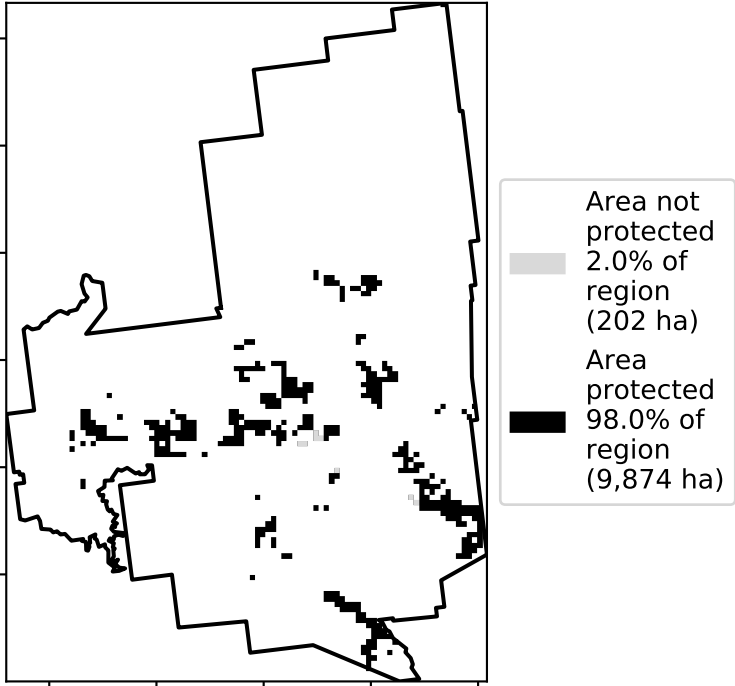 Area not
protected
2.0% of
region
(202 ha)
Area
protected
98.0% of
region
(9,874 ha)